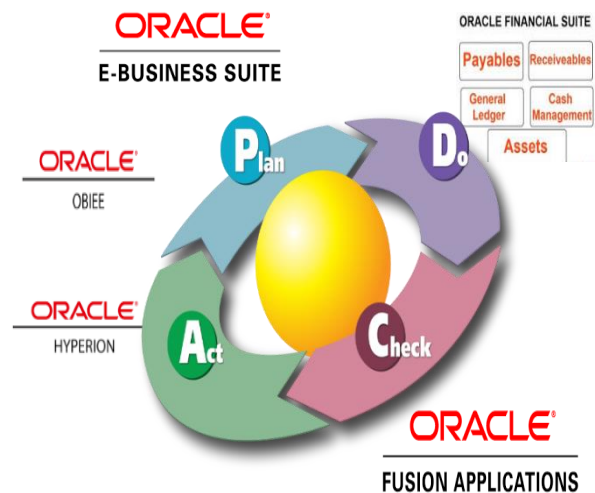 ORACLE
E-BUSINESS SUITE
ORACLE FINANCIAL SUITE
Payables
Receivables
General
Ledger
Cash
Management
Assets
ORACLE
OBIEE
Plan
Do
ORACLE
HYPERION
Act
Check
ORACLE
FUSION APPLICATIONS